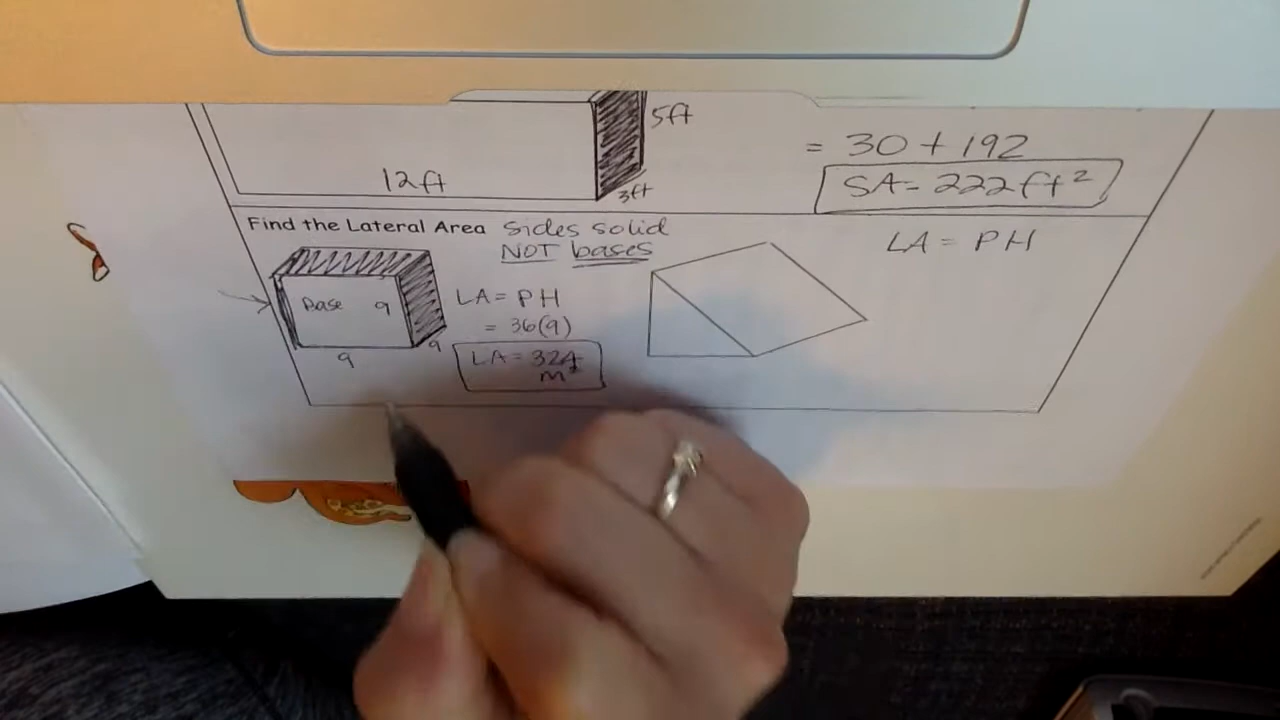 5ft
12ft
3ft
= 30 + 192
SA = 222ft²
Find the Lateral Area sides solid
NOT bases
Base 9
9
9
LA = PH
= 36(9)
LA = 324
m²
LA = PH